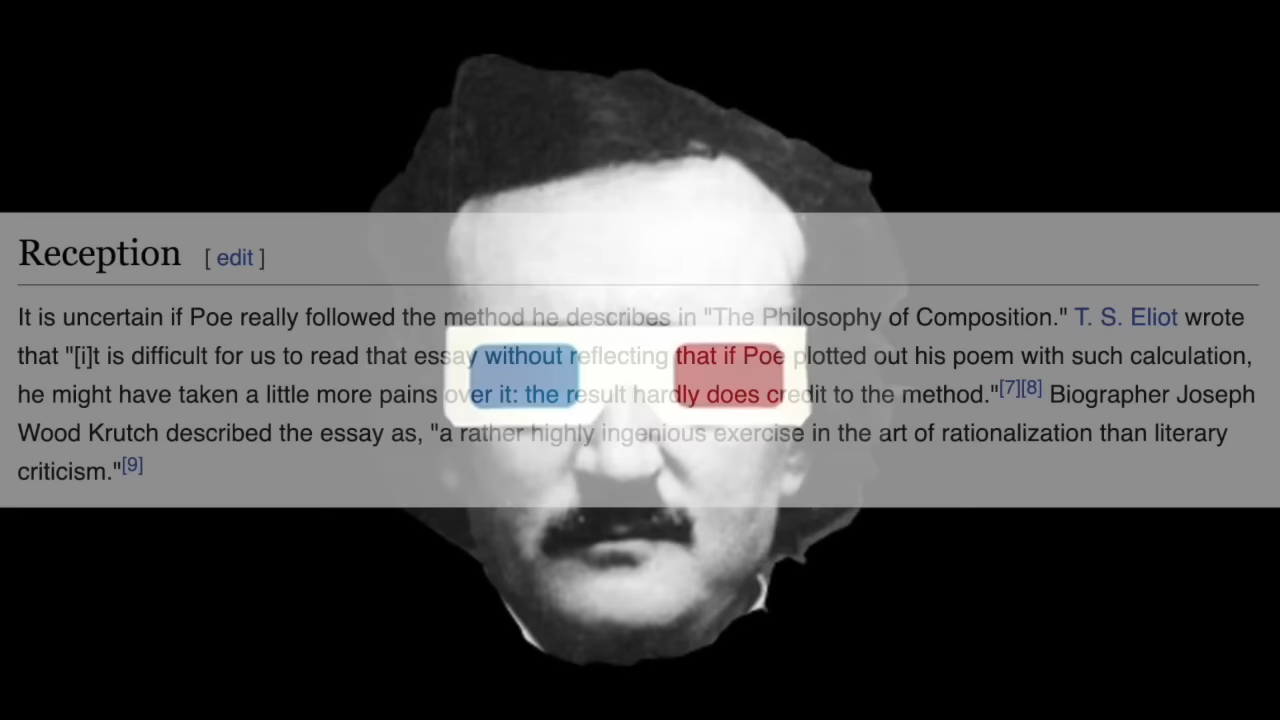 Reception [ edit ]
It is uncertain if Poe really followed the method he describes in "The Philosophy of Composition." T. S. Eliot wrote
that "[i]t is difficult for us to read that essay without reflecting that if Poe plotted out his poem with such calculation,
he might have taken a little more pains over it: the result hardly does credit to the method."[7][8] Biographer Joseph
Wood Krutch described the essay as, "a rather highly ingenious exercise in the art of rationalization than literary
criticism."[9]